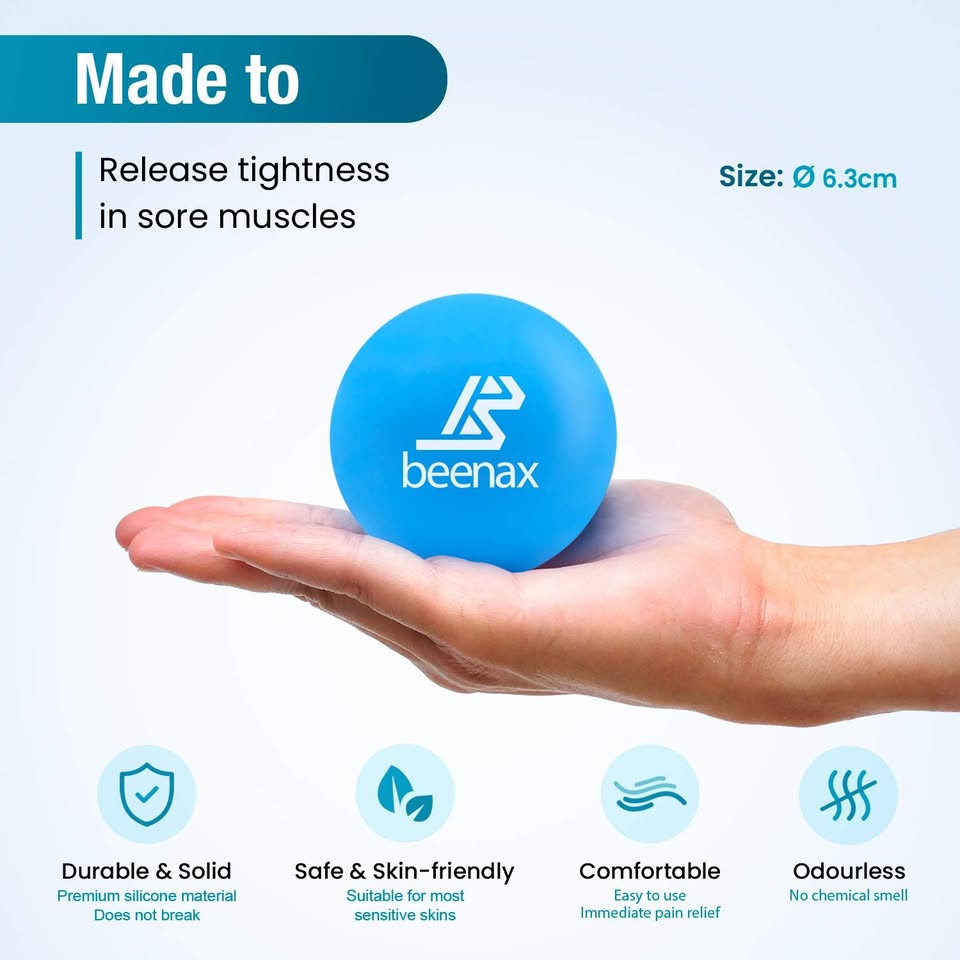 Made to
Release tightness
in sore muscles
Size: Ø 6.3cm
beenax
Durable & Solid
Premium silicone material
Does not break
Safe & Skin-friendly
Suitable for most
sensitive skins
Comfortable
Easy to use
Immediate pain relief
Odourless
No chemical smell